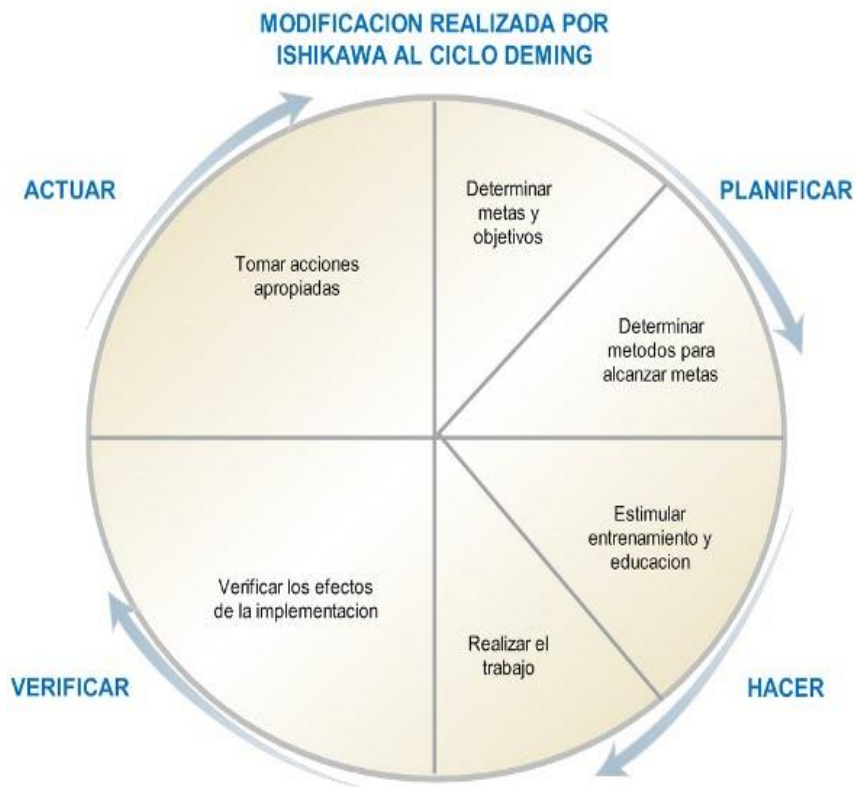 MODIFICACION REALIZADA POR
ISHIKAWA AL CICLO DEMING
ACTUAR
PLANIFICAR
Determinar
metas y
objetivos
Tomar acciones
apropiadas
Determinar
metodos para
alcanzar metas
Estimular
entrenamiento y
educacion
Verificar los efectos
de la implementacion
Realizar el
trabajo
VERIFICAR
HACER